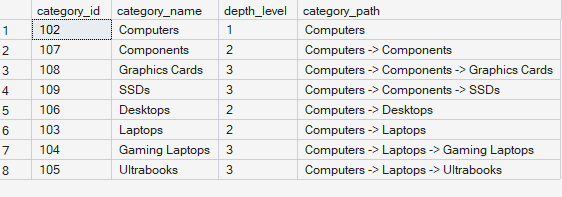 category_id category_name depth_level category_path
1 102 Computers 1 Computers
2 107 Components 2 Computers -> Components
3 108 Graphics Cards 3 Computers -> Components -> Graphics Cards
4 109 SSDs 3 Computers -> Components -> SSDs
5 106 Desktops 2 Computers -> Desktops
6 103 Laptops 2 Computers -> Laptops
7 104 Gaming Laptops 3 Computers -> Laptops -> Gaming Laptops
8 105 Ultrabooks 3 Computers -> Laptops -> Ultrabooks